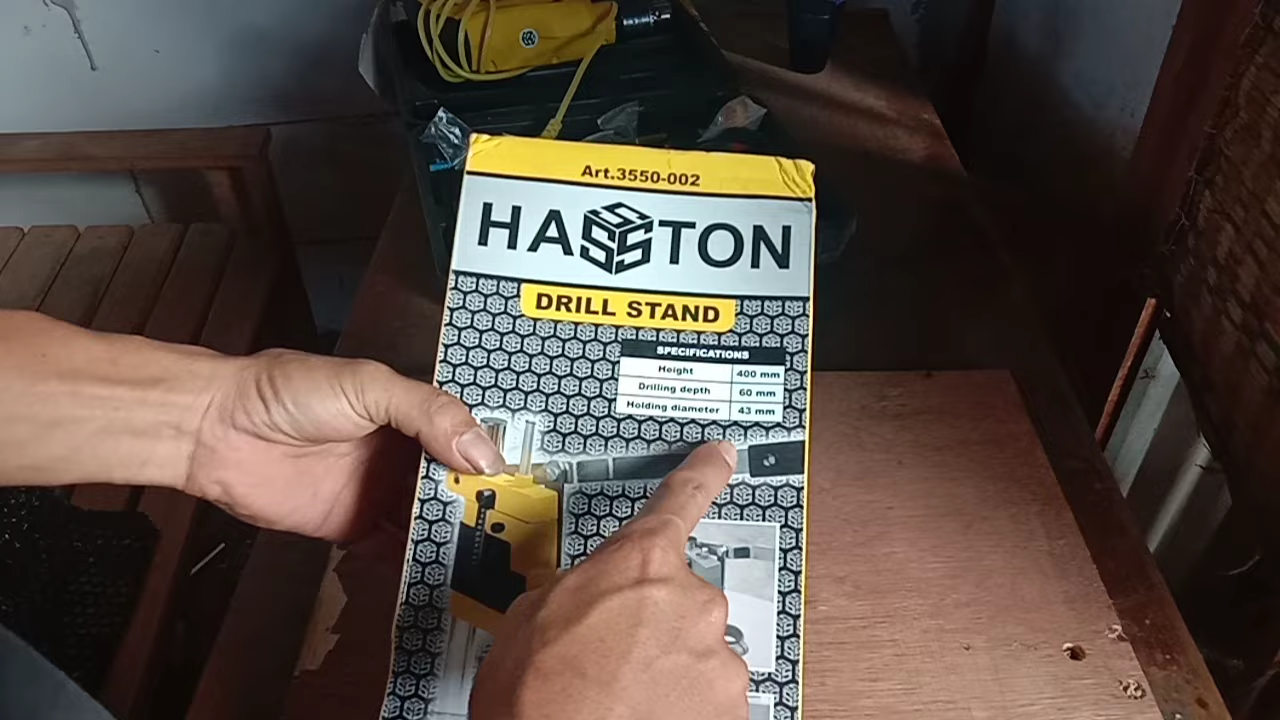 Art.3550-002
HASSTON
DRILL STAND
SPECIFICATIONS
Height 400 mm
Drilling depth 60 mm
Holding diameter 43 mm